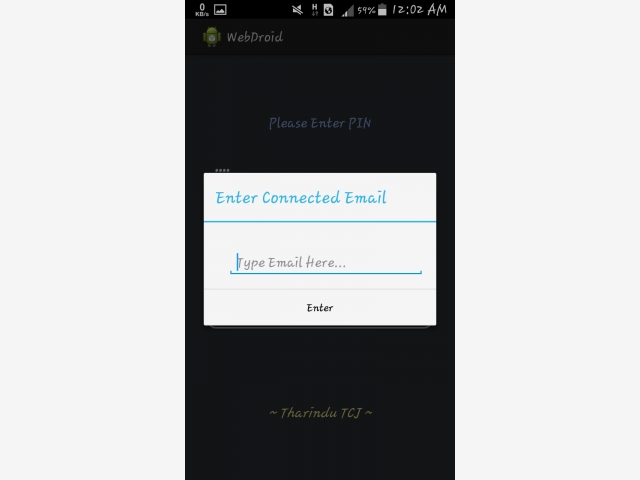 0
KB/s
H
59% 12:02 AM
WebDroid
Please Enter PIN
****
Enter Connected Email
Type Email Here...
Enter
~ Tharindu TCJ ~